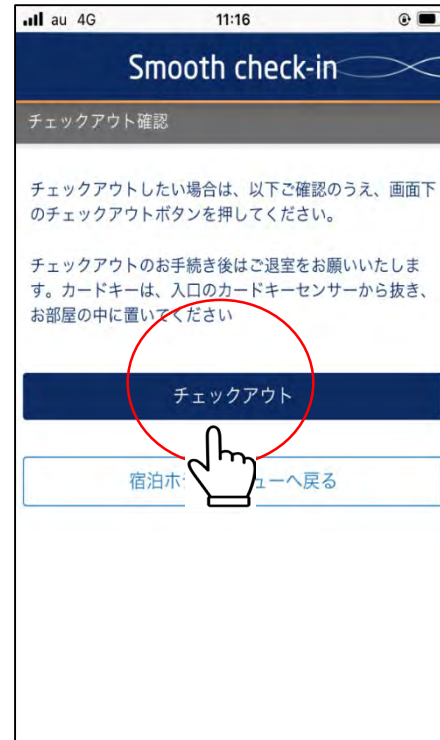 au 4G 11:16
Smooth check-in
チェックアウト確認
チェックアウトしたい場合は、以下ご確認のうえ、画面下
のチェックアウトボタンを押してください。
チェックアウトのお手続き後はご退室をお願いいたしま
す。カードキーは、入口のカードキーセンサーから抜き、
お部屋の中に置いてください
チェックアウト
宿泊ホ ューへ戻る